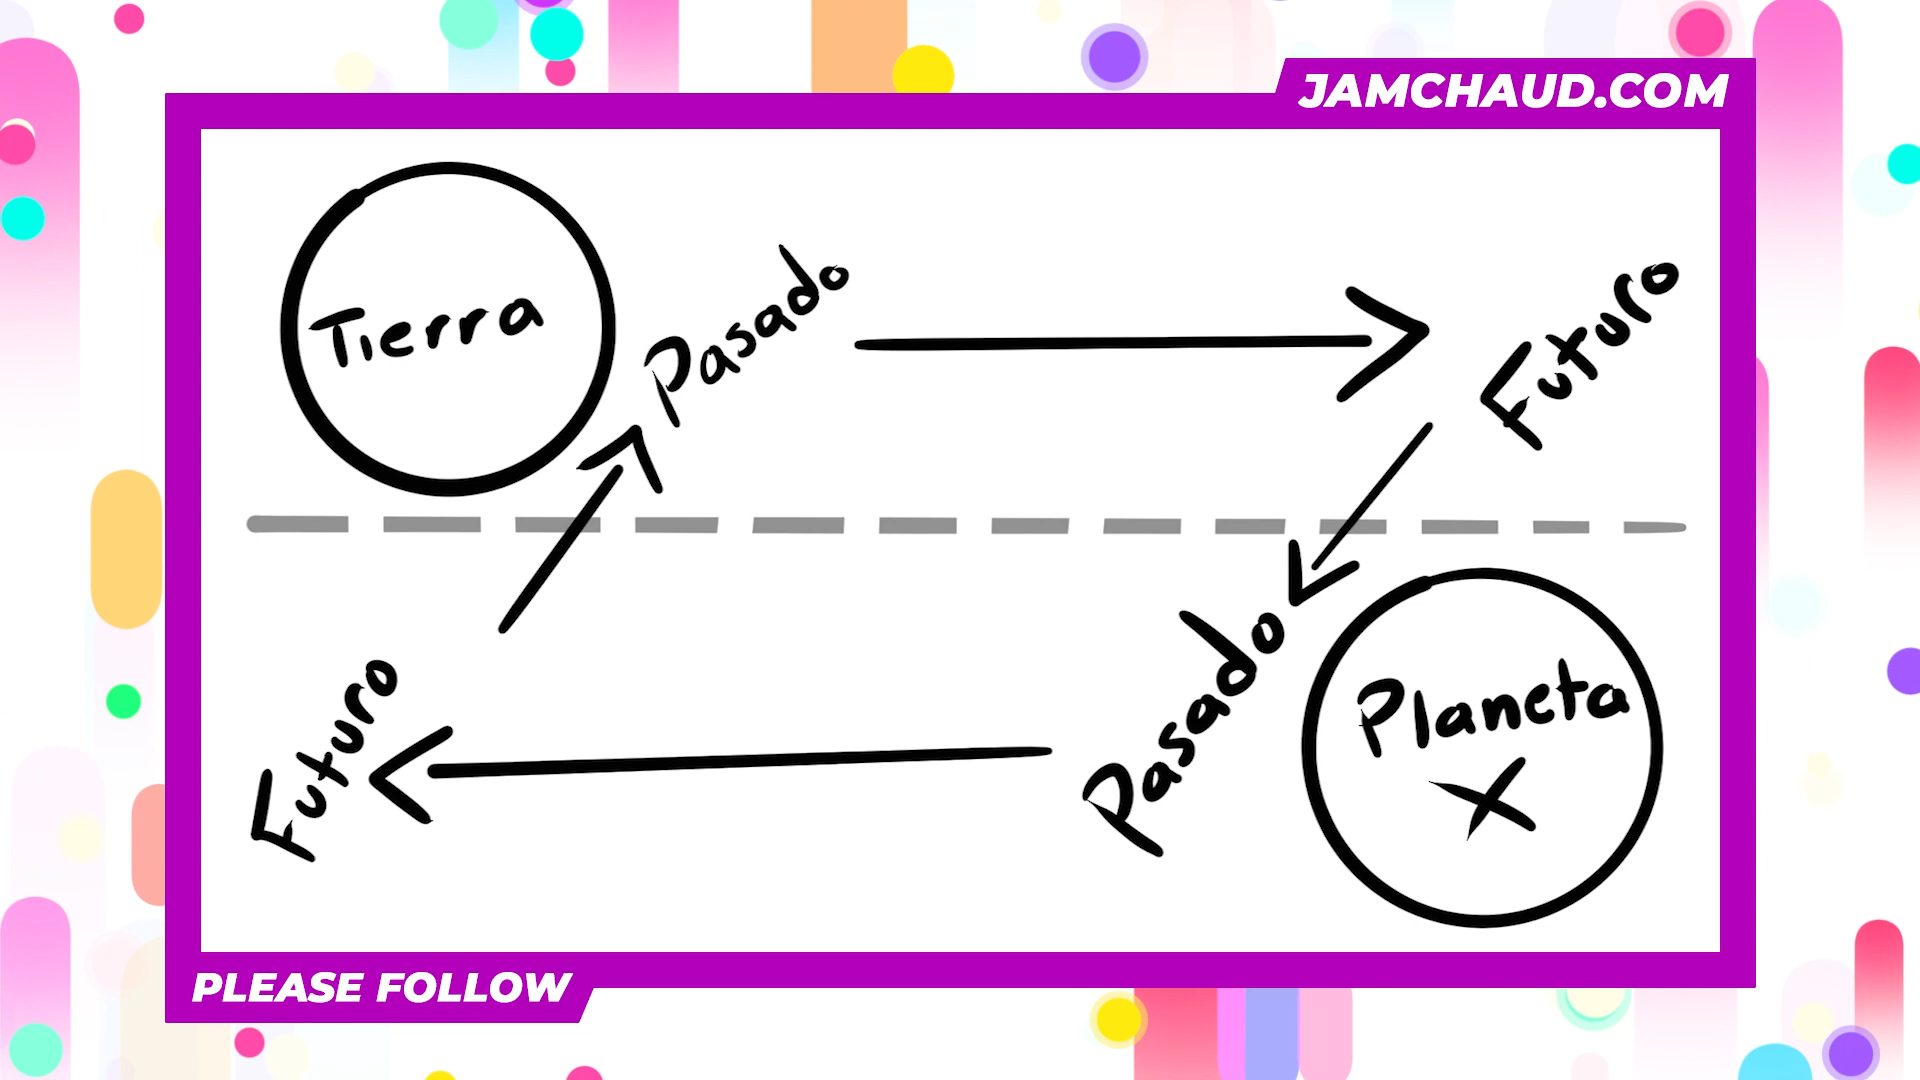 JAMCHAUD.COM
Tierra
Pasado
Futuro
Futuro
Pasado
Planeta
X
PLEASE FOLLOW